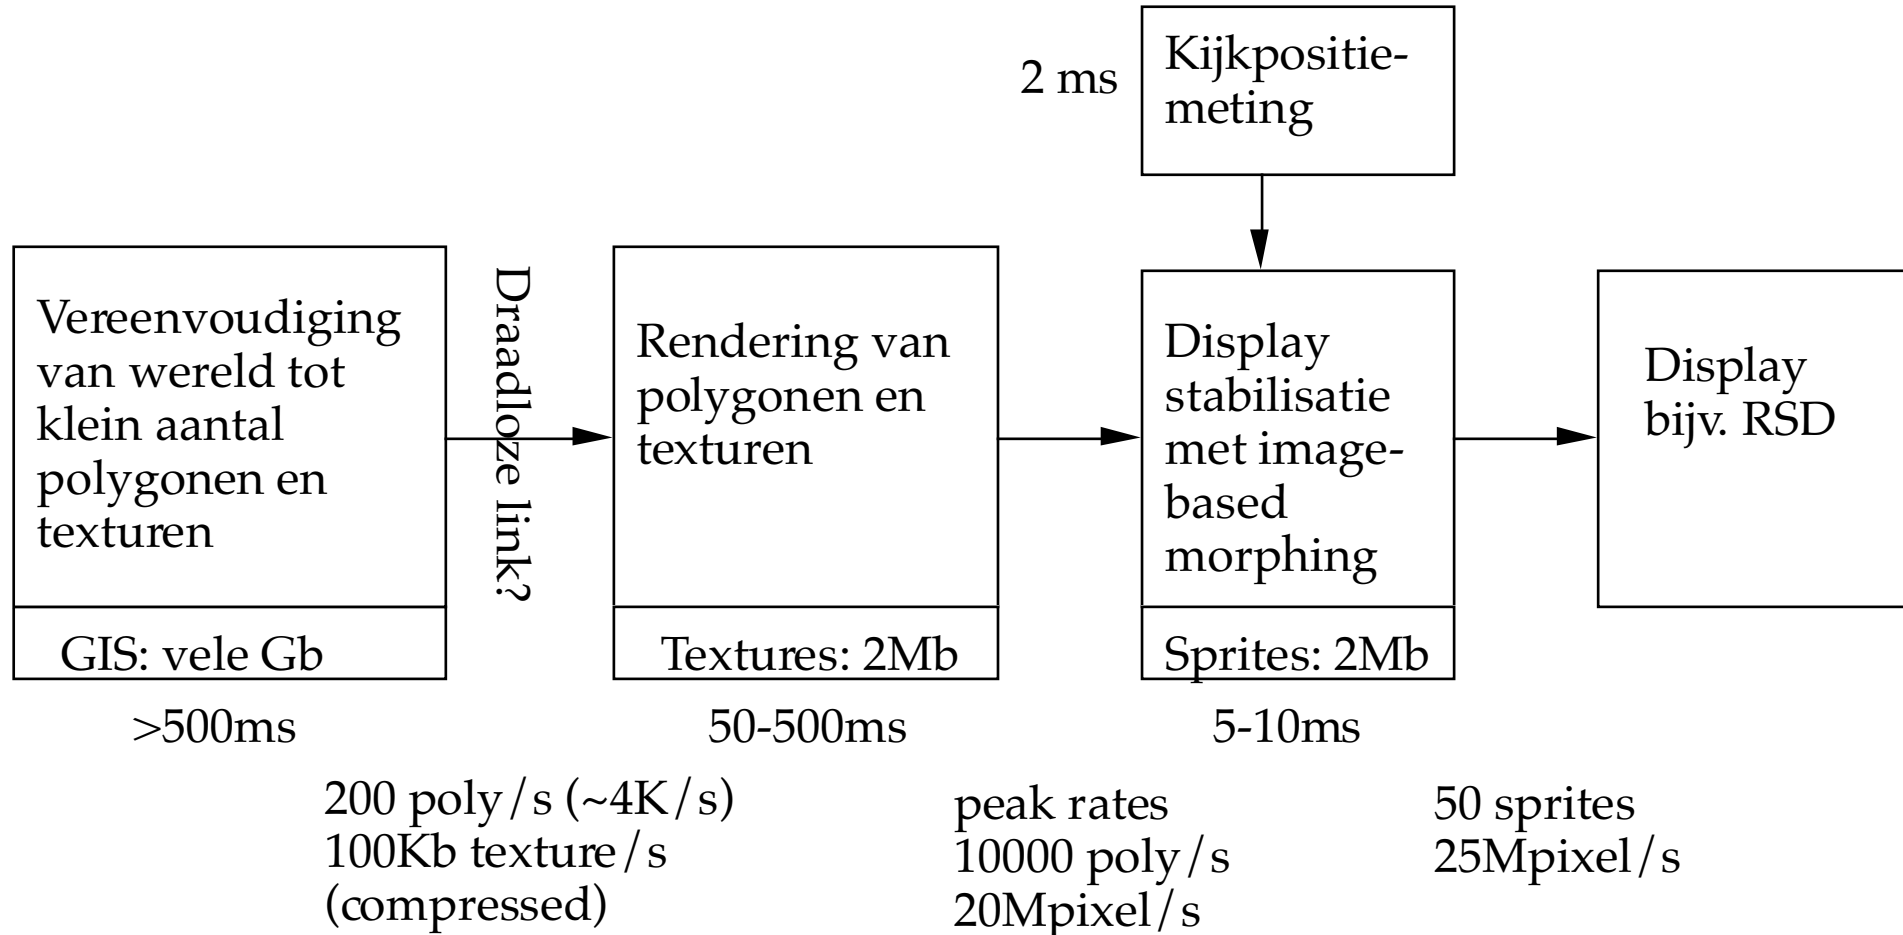 2 ms
Kijkpositie-
meting
Vereenvoudiging
van wereld tot
klein aantal
polygonen en
texturen
GIS: vele Gb
>500ms
Draadloze link?
200 poly/s (~4K/s)
100Kb texture/s
(compressed)
Rendering van
polygonen en
texturen
Textures: 2Mb
50-500ms
peak rates
10000 poly/s
20Mpixel/s
Display
stabilisatie
met image-
based
morphing
Sprites: 2Mb
5-10ms
50 sprites
25Mpixel/s
Display
bijv. RSD